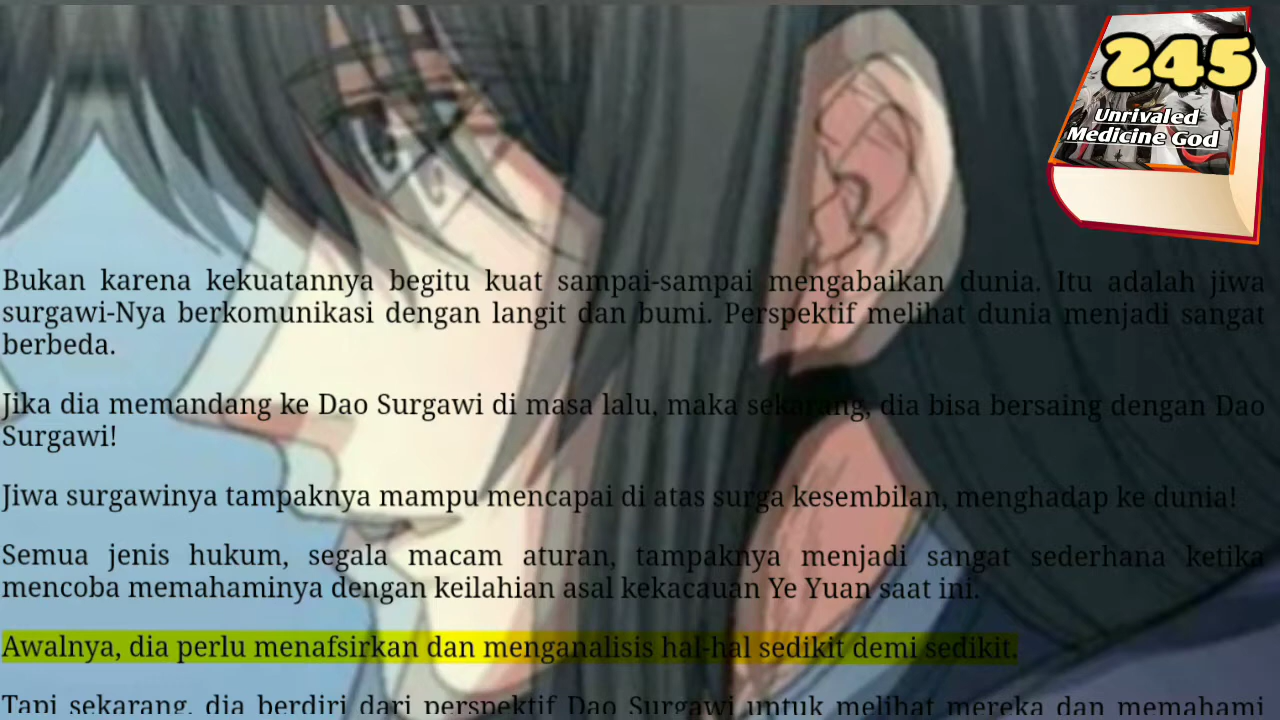 245
Unrivaled
Medicine God
Bukan karena kekuatannya begitu kuat sampai-sampai mengabaikan dunia. Itu adalah jiwa
surgawi-Nya berkomunikasi dengan langit dan bumi. Perspektif melihat dunia menjadi sangat
berbeda.
Jika dia memandang ke Dao Surgawi di masa lalu, maka sekarang, dia bisa bersaing dengan Dao
Surgawi!
Jiwa surgawinya tampaknya mampu mencapai di atas surga kesembilan, menghadap ke dunia!
Semua jenis hukum, segala macam aturan, tampaknya menjadi sangat sederhana ketika
mencoba memahaminya dengan keilahian asal kekacauan Ye Yuan saat ini.
Awalnya, dia perlu menafsirkan dan menganalisis hal-hal sedikit demi sedikit.
Tapi sekarang, dia berdiri dari perspektif Dao Surgawi untuk melihat mereka dan memahami